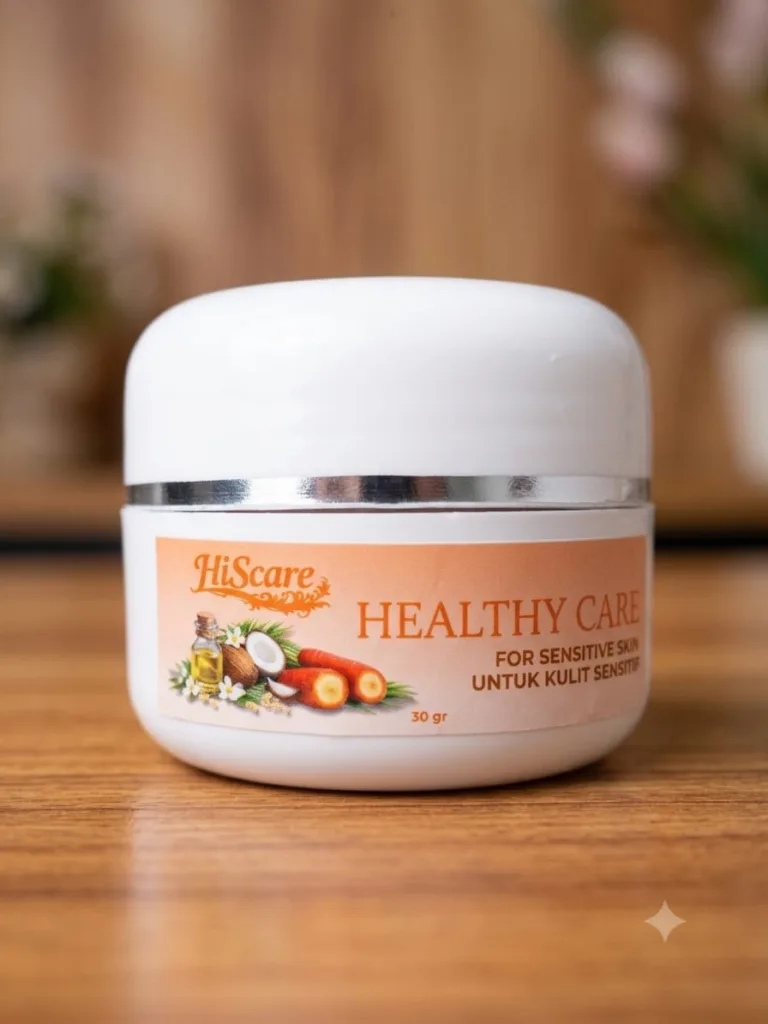 HiScare
HEALTHY CARE
FOR SENSITIVE SKIN
UNTUK KULIT SENSITIF
30 gr